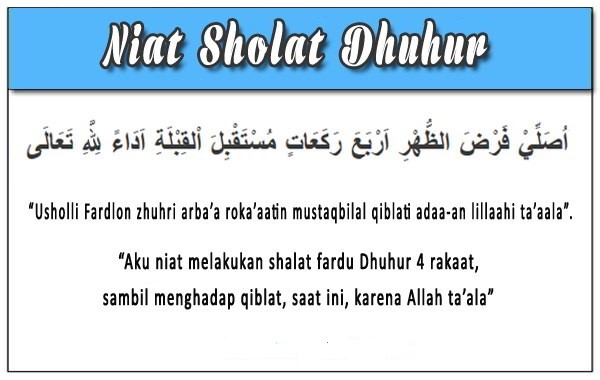 Niat Sholat Dhuhur
اُصَلِّيْ فَرْضَ الظُّهْرِ اَرْبَعَ رَكَعَاتٍ مُسْتَقْبِلَ اْلقِبْلَةِ اَدَاءً لِلَّهِ تَعَالَى
“Usholli Fardlon zhuhri arba’a roka’aatin mustaqbilal qiblati adaa-an lillaahi ta’aala”.
“Aku niat melakukan shalat fardu Dhuhur 4 rakaat,
sambil menghadap qiblat, saat ini, karena Allah ta’ala”